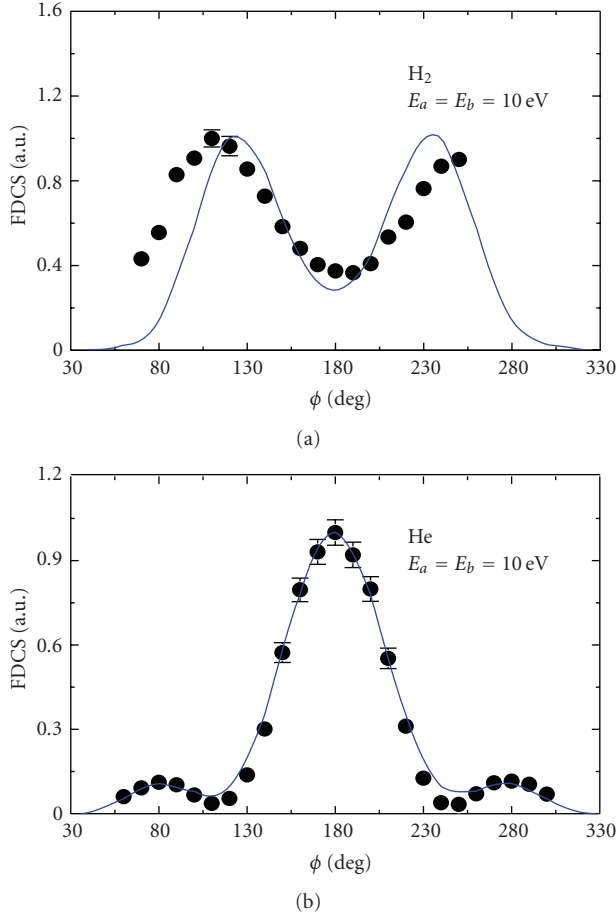 1.6
1.2
0.8
0.4
0
FDCS (a.u.)
H2
Ea = Eb = 10 eV
30 80 130 180 230 280 330
ϕ (deg)
(a)
1.2
0.9
0.6
0.3
0
FDCS (a.u.)
He
Ea = Eb = 10 eV
30 80 130 180 230 280 330
ϕ (deg)
(b)